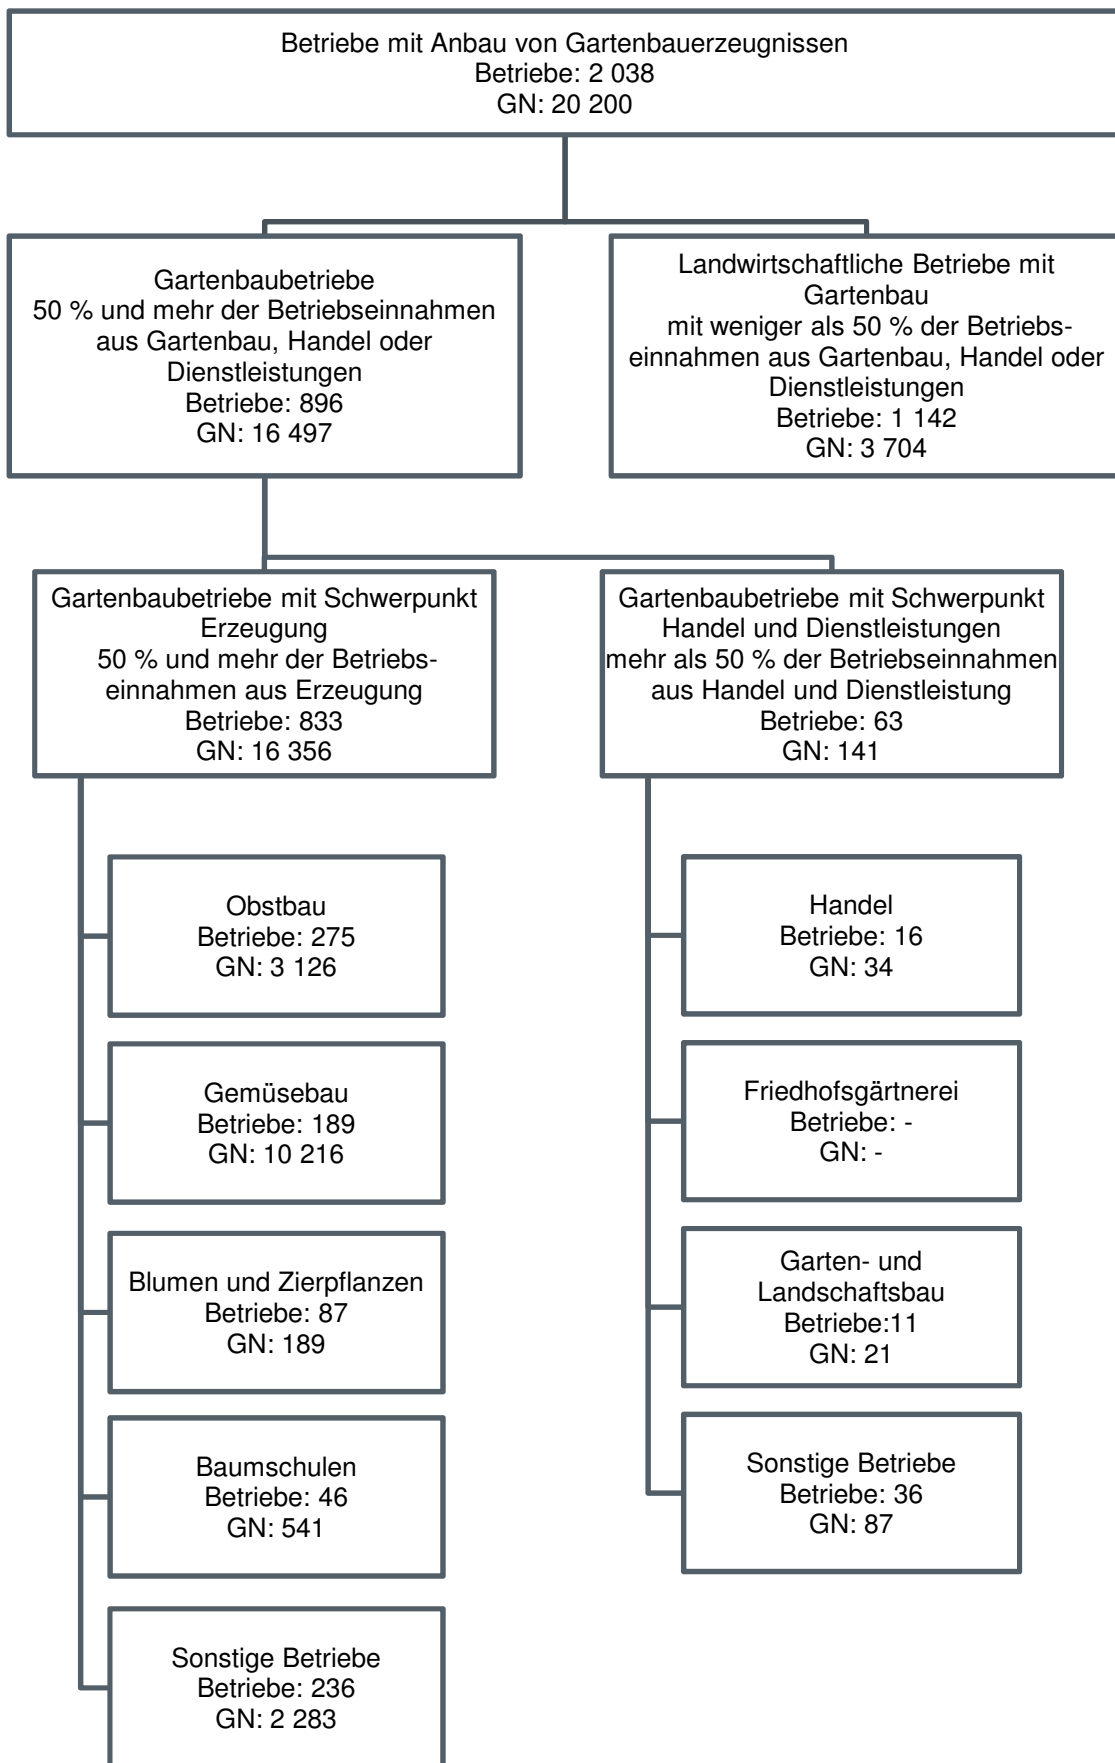 Betriebe mit Anbau von Gartenbauerzeugnissen
Betriebe: 2 038
GN: 20 200
Gartenbaubetriebe
50 % und mehr der Betriebseinnahmen
aus Gartenbau, Handel oder
Dienstleistungen
Betriebe: 896
GN: 16 497
Landwirtschaftliche Betriebe mit
Gartenbau
mit weniger als 50 % der Betriebs-
einnahmen aus Gartenbau, Handel oder
Dienstleistungen
Betriebe: 1 142
GN: 3 704
Gartenbaubetriebe mit Schwerpunkt
Erzeugung
50 % und mehr der Betriebs-
einnahmen aus Erzeugung
Betriebe: 833
GN: 16 356
Gartenbaubetriebe mit Schwerpunkt
Handel und Dienstleistungen
mehr als 50 % der Betriebseinnahmen
aus Handel und Dienstleistung
Betriebe: 63
GN: 141
Obstbau
Betriebe: 275
GN: 3 126
Gemüsebau
Betriebe: 189
GN: 10 216
Blumen und Zierpflanzen
Betriebe: 87
GN: 189
Baumschulen
Betriebe: 46
GN: 541
Sonstige Betriebe
Betriebe: 236
GN: 2 283
Handel
Betriebe: 16
GN: 34
Friedhofsgärtnerei
Betriebe: -
GN: -
Garten- und
Landschaftsbau
Betriebe:11
GN: 21
Sonstige Betriebe
Betriebe: 36
GN: 87